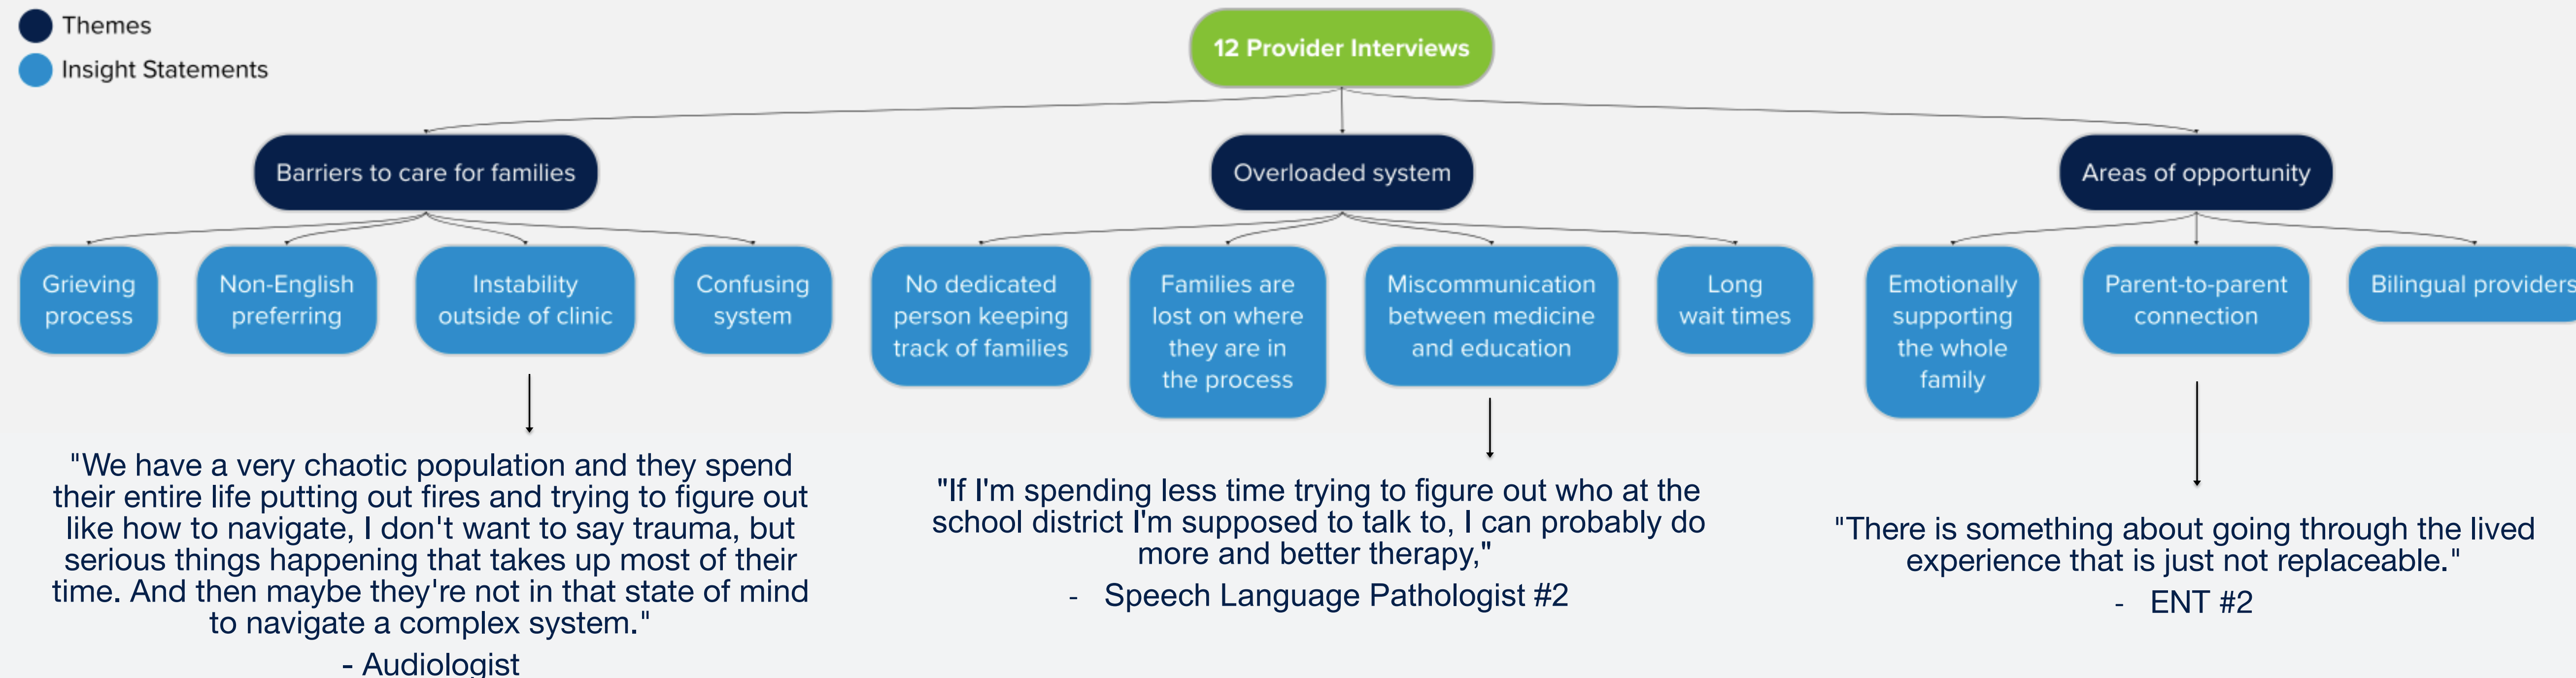 Themes
Insight Statements
12 Provider Interviews
Barriers to care for families
Overloaded system
Areas of opportunity
Grieving
process
Non-English
preferring
Instability
outside of clinic
Confusing
system
No dedicated
person keeping
track of families
Families are
lost on where
they are in
the process
Miscommunication
between medicine
and education
Long
wait times
Emotionally
supporting
the whole
family
Parent-to-parent
connection
Bilingual providers
"We have a very chaotic population and they spend
their entire life putting out fires and trying to figure out
like how to navigate, I don't want to say trauma, but
serious things happening that takes up most of their
time. And then maybe they're not in that state of mind
to navigate a complex system."
- Audiologist
"If I'm spending less time trying to figure out who at the
school district I'm supposed to talk to, I can probably do
more and better therapy,"
- Speech Language Pathologist #2
"There is something about going through the lived
experience that is just not replaceable."
- ENT #2